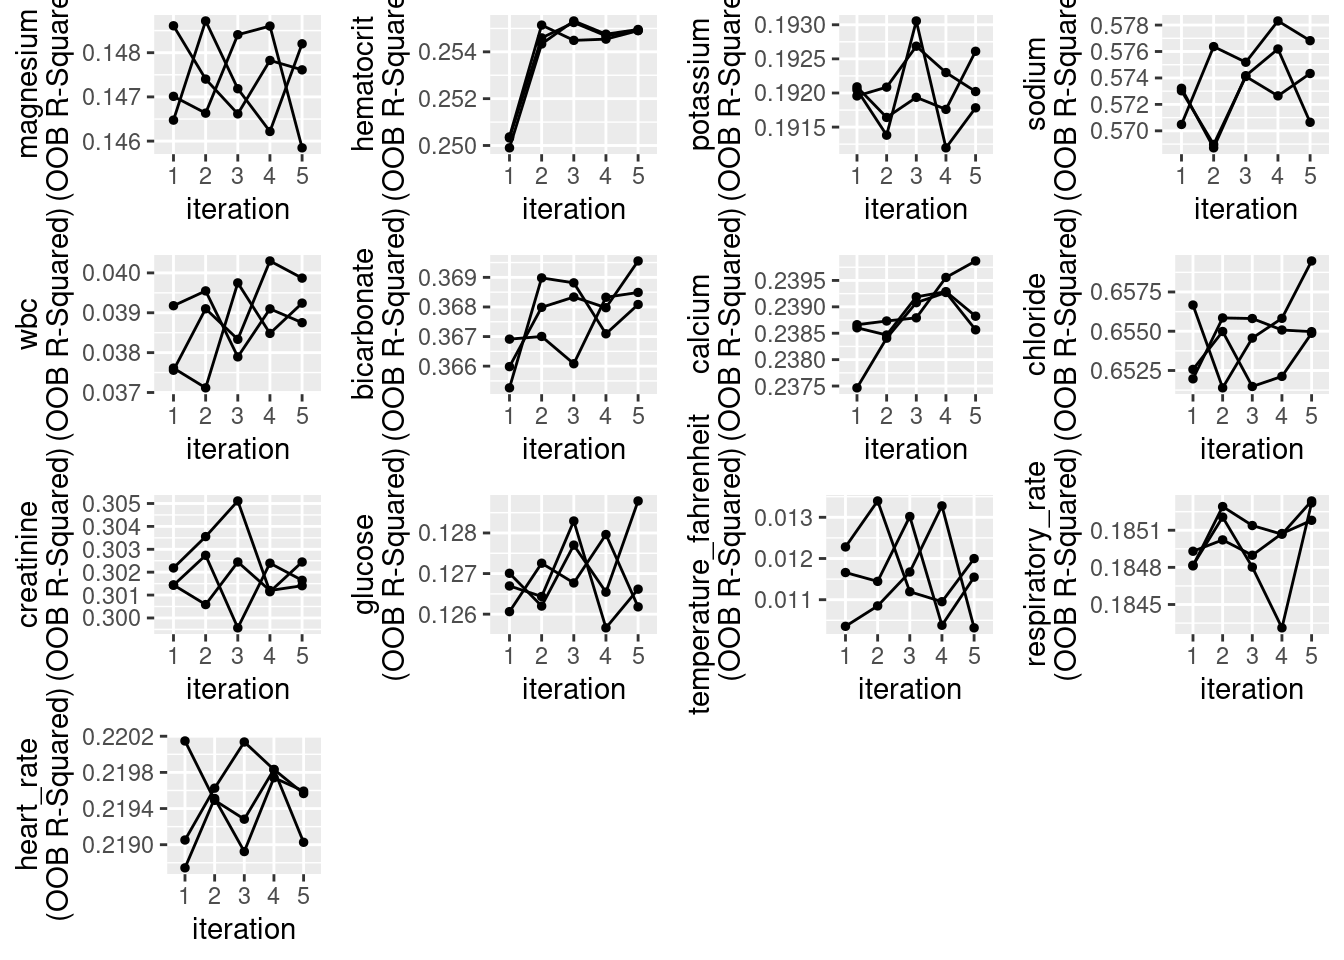 magnesium
(OOB R-Square
0.148
0.147
0.146
1 2 3 4 5
iteration
hematocrit
(OOB R-Square
0.254
0.252
0.250
1 2 3 4 5
iteration
potassium
(OOB R-Square
0.1930
0.1925
0.1920
0.1915
1 2 3 4 5
iteration
sodium
(OOB R-Square
0.578
0.576
0.574
0.572
0.570
1 2 3 4 5
iteration
wbc
(OOB R-Squared)
0.040
0.039
0.038
0.037
1 2 3 4 5
iteration
bicarbonate
(OOB R-Squared)
0.369
0.368
0.367
0.366
1 2 3 4 5
iteration
calcium
(OOB R-Squared)
0.2395
0.2390
0.2385
0.2380
0.2375
1 2 3 4 5
iteration
chloride
(OOB R-Squared)
0.6575
0.6550
0.6525
1 2 3 4 5
iteration
creatinine
(OOB R-Squared)
0.305
0.304
0.303
0.302
0.301
0.300
1 2 3 4 5
iteration
glucose
(OOB R-Squared)
0.128
0.127
0.126
1 2 3 4 5
iteration
temperature_fahrenheit
(OOB R-Squared)
0.013
0.012
0.011
1 2 3 4 5
iteration
respiratory_rate
(OOB R-Squared)
0.1851
0.1848
0.1845
1 2 3 4 5
iteration
heart_rate
(OOB R-Squared)
0.2202
0.2198
0.2194
0.2190
1 2 3 4 5
iteration